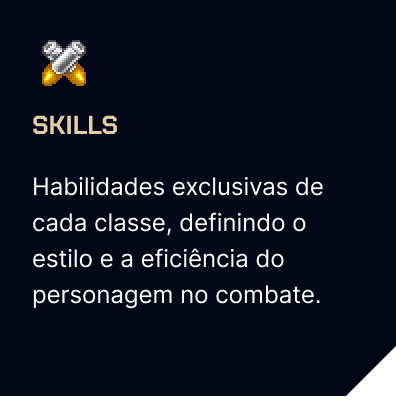 SKILLS
Habilidades exclusivas de
cada classe, definindo o
estilo e a eficiência do
personagem no combate.